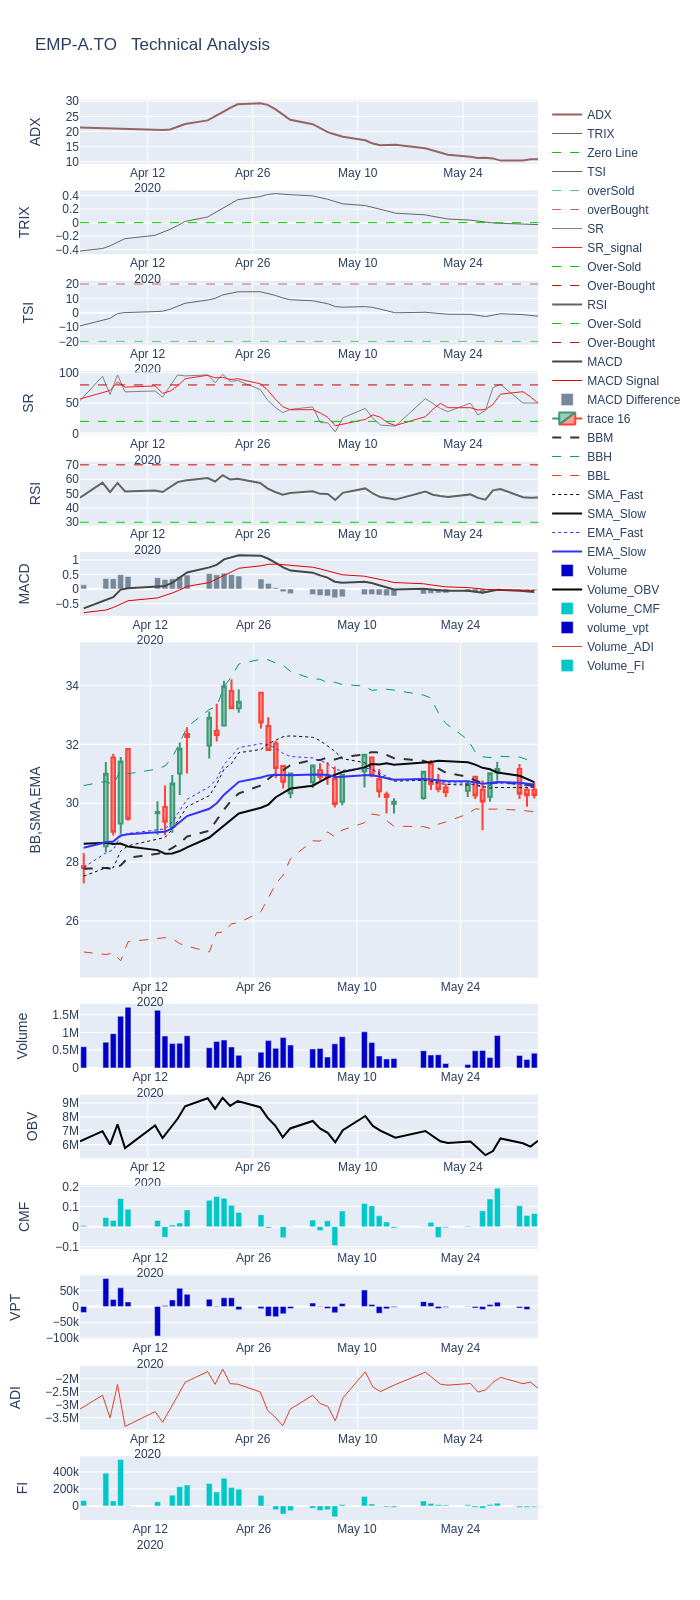 EMP-A.TO   Technical Analysis
ADX
30
25
20
15
10
Apr 12
2020
Apr 26
May 10
May 24
TRIX
0.4
0.2
0
−0.2
−0.4
Apr 12
2020
Apr 26
May 10
May 24
TSI
20
10
0
−10
−20
Apr 12
2020
Apr 26
May 10
May 24
SR
100
50
0
Apr 12
2020
Apr 26
May 10
May 24
RSI
70
60
50
40
30
Apr 12
2020
Apr 26
May 10
May 24
MACD
1
0.5
0
−0.5
Apr 12
2020
Apr 26
May 10
May 24
BB,SMA,EMA
34
32
30
28
26
Apr 12
2020
Apr 26
May 10
May 24
Volume
1.5M
1M
0.5M
0
Apr 12
2020
Apr 26
May 10
May 24
OBV
9M
8M
7M
6M
Apr 12
2020
Apr 26
May 10
May 24
CMF
0.2
0.1
0
−0.1
Apr 12
2020
Apr 26
May 10
May 24
VPT
50k
0
−50k
−100k
Apr 12
2020
Apr 26
May 10
May 24
ADI
−2M
−2.5M
−3M
−3.5M
Apr 12
2020
Apr 26
May 10
May 24
FI
400k
200k
0
Apr 12
2020
Apr 26
May 10
May 24
ADX
TRIX
Zero Line
TSI
overSold
overBought
SR
SR_signal
Over-Sold
Over-Bought
RSI
Over-Sold
Over-Bought
MACD
MACD Signal
MACD Difference
trace 16
BBM
BBH
BBL
SMA_Fast
SMA_Slow
EMA_Fast
EMA_Slow
Volume
Volume_OBV
Volume_CMF
volume_vpt
Volume_ADI
Volume_FI